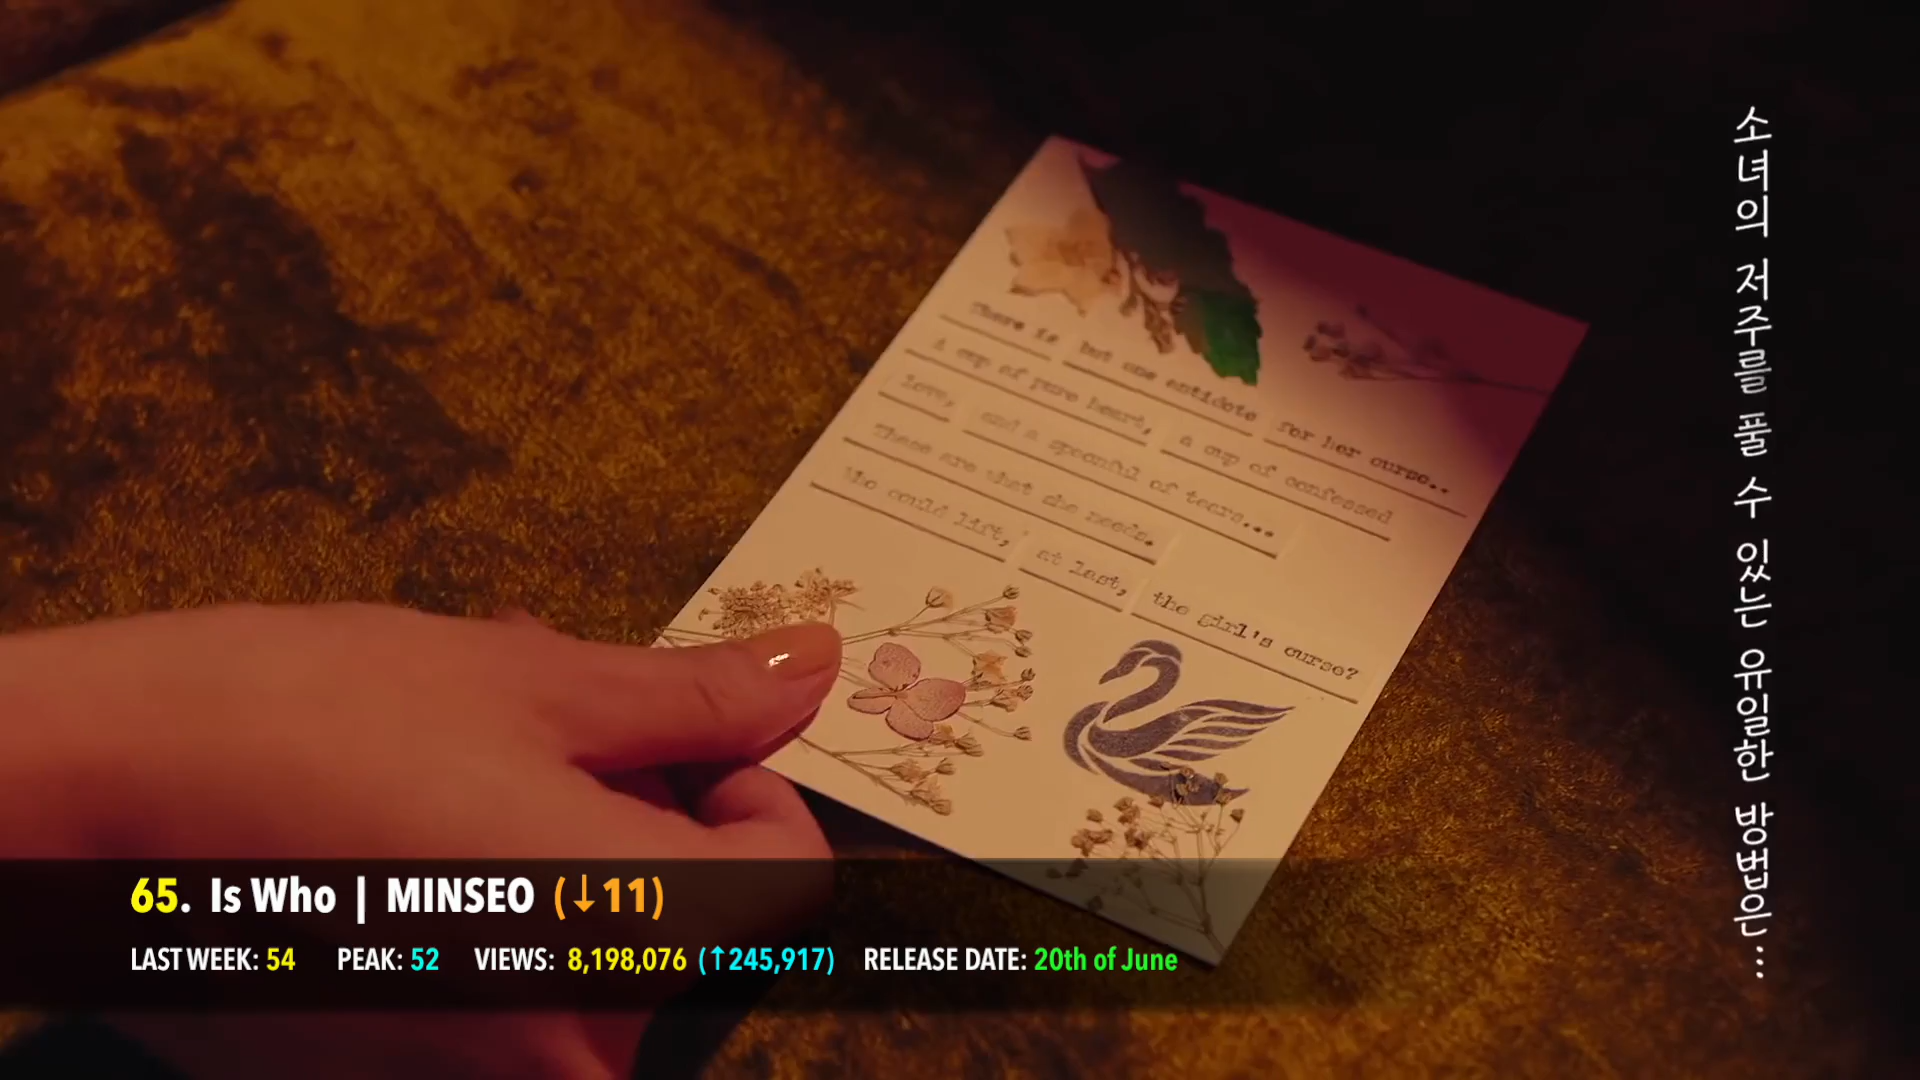 There is but one antidote for her curse..
A cup of pure heart, a cup of confessed
love, and a spoonful of tears...
These are what she needs.
Who could lift, at last, the girl's curse?
소녀의 저주를 풀 수 있는 유일한 방법은...
65. Is Who | MINSEO (↓11)
LAST WEEK: 54 PEAK: 52 VIEWS: 8,198,076 (↑245,917) RELEASE DATE: 20th of June